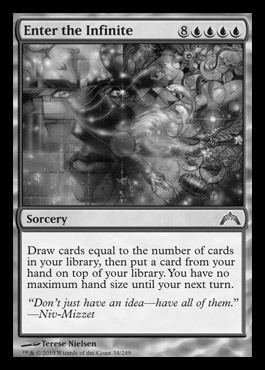 Enter the Infinite 8
Sorcery
Draw cards equal to the number of cards
in your library, then put a card from your
hand on top of your library. You have no
maximum hand size until your next turn.
“Don’t just have an idea—have all of them.”
—Niv-Mizzet
Terese Nielsen
™ & © 2013 Wizards of the Coast 34/249